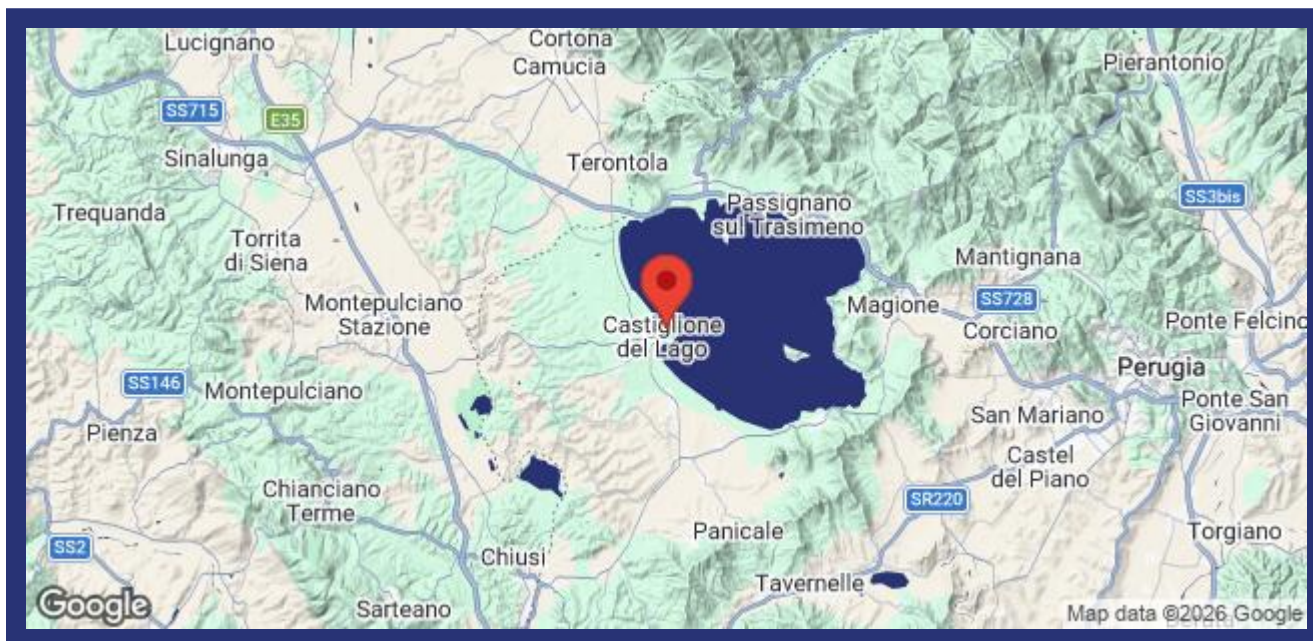 Lucignano
Cortona
Camucia
Pierantonio
SS715
E35
Sinalunga
Terontola
SS3bis
Trequanda
Passignano
sul Trasimeno
Torrita
di Siena
Mantignana
Montepulciano
Stazione
Magione
SS728
Castiglione
del Lago
Corciano
Ponte Felcino
SS146
Montepulciano
Perugia
Pienza
San Mariano
Ponte San
Giovanni
Castel
del Piano
Chianciano
Terme
SR220
SS2
Chiusi
Panicale
Torgiano
Tavernelle
Sarteano
Google
Map data ©2026 Google